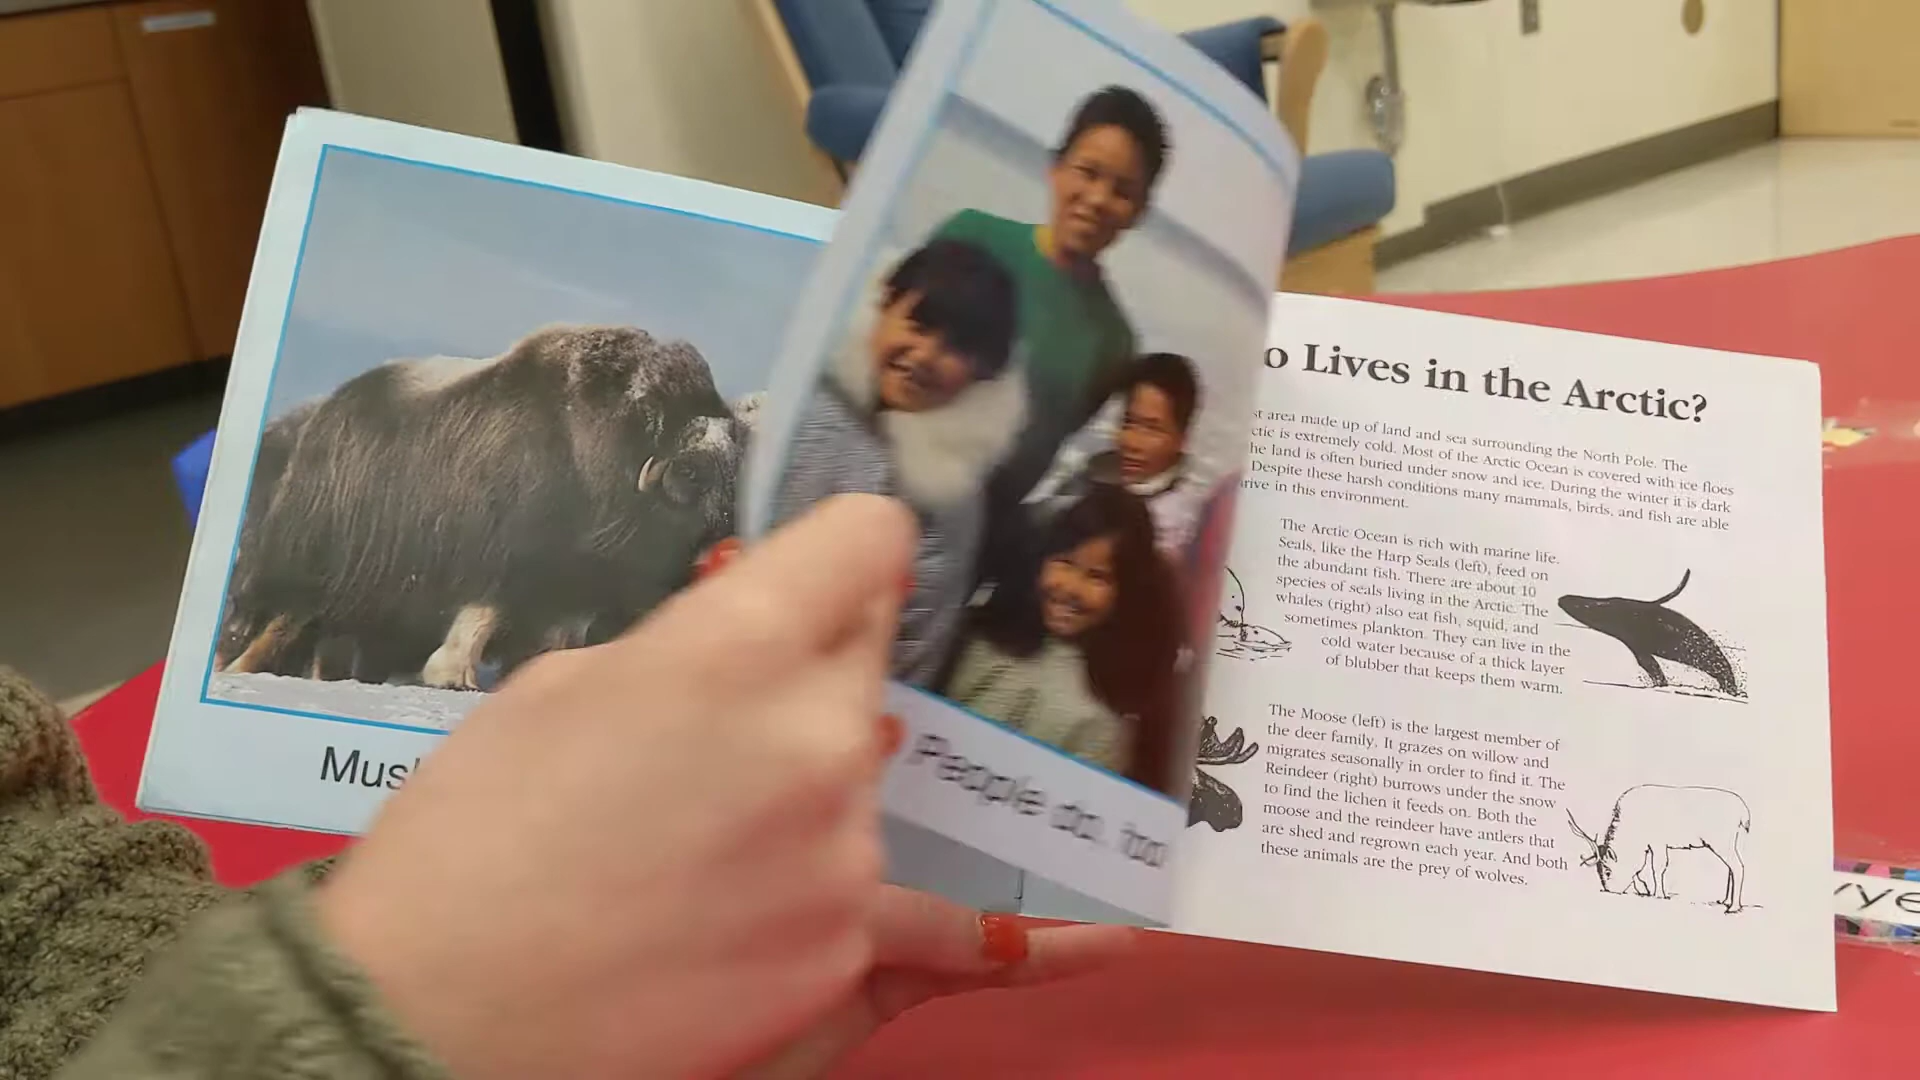 Mus
People do, too
o Lives in the Arctic?
st area made up of land and sea surrounding the North Pole. The
ctic is extremely cold. Most of the Arctic Ocean is covered with ice floes
he land is often buried under snow and ice. During the winter it is dark
Despite these harsh conditions many mammals, birds, and fish are able
rive in this environment.
The Arctic Ocean is rich with marine life.
Seals, like the Harp Seals (left), feed on
the abundant fish. There are about 10
species of seals living in the Arctic. The
whales (right) also eat fish, squid, and
sometimes plankton. They can live in the
cold water because of a thick layer
of blubber that keeps them warm.
The Moose (left) is the largest member of
the deer family. It grazes on willow and
migrates seasonally in order to find it. The
Reindeer (right) burrows under the snow
to find the lichen it feeds on. Both the
moose and the reindeer have antlers that
are shed and regrown each year. And both
these animals are the prey of wolves.